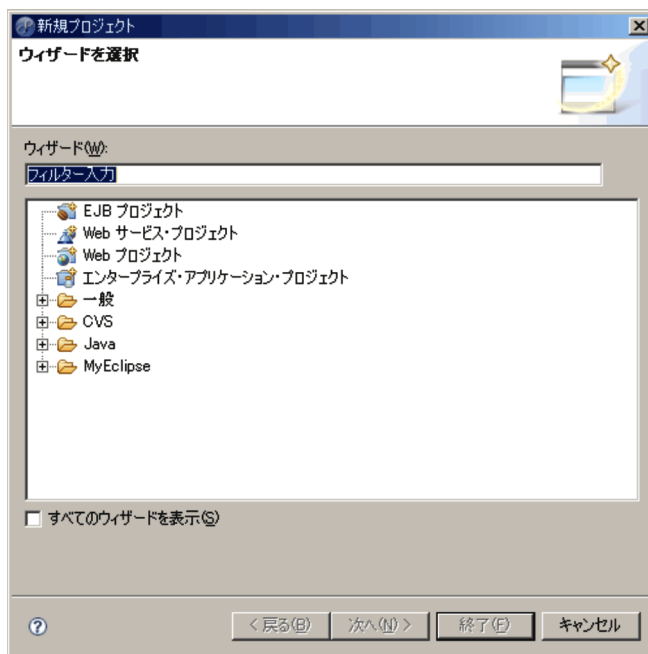 新規プロジェクト
ウィザードを選択
ウィザード(W):
フィルター入力
EJB プロジェクト
Web サービス・プロジェクト
Web プロジェクト
エンタープライズ・アプリケーション・プロジェクト
一般
CVS
Java
MyEclipse
すべてのウィザードを表示(S)
< 戻る(B) 次へ(N) > 終了(F) キャンセル